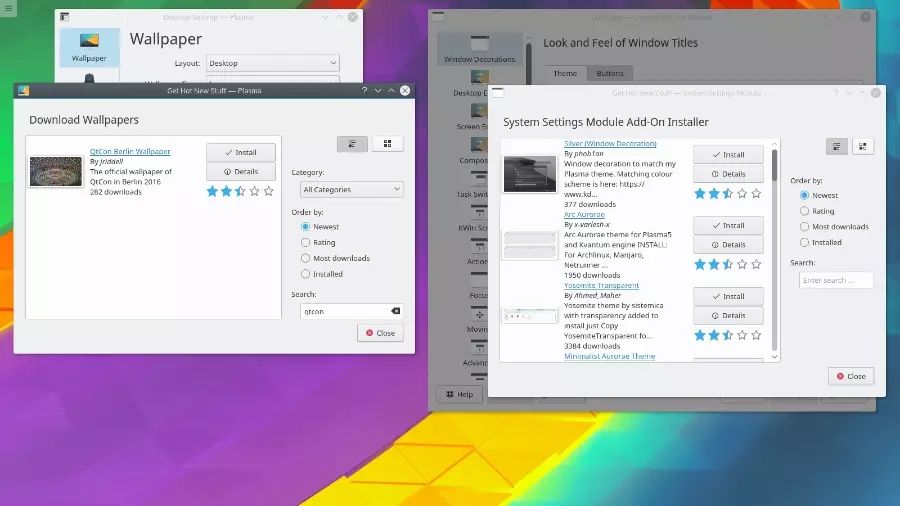 Desktop Settings — Plasma
Wallpaper
Wallpaper
Layout:
Desktop
Get Hot New Stuff — Plasma
Download Wallpapers
QtCon Berlin Wallpaper
By jriddell
The official wallpaper of
QtCon in Berlin 2016
282 downloads
Install
Details
Category:
All Categories
Order by:
Newest
Rating
Most downloads
Installed
Search:
qtcon
Close
Look and Feel of Window Titles
Window Decorations
Theme
Buttons
Desktop E
Screen Ed
Compos
Task Swit
KWin Scr
Action
Focus
Movin
Advanc
Help
Get Hot New Stuff — System Settings Module
System Settings Module Add-On Installer
Silver (Window Decoration)
By phob1an
Window decoration to match my
Plasma theme. Matching colour
scheme is here: https://
www.kd...
377 downloads
Install
Details
Arc Aurorae
By x-varlesh-x
Arc Aurorae theme for Plasma5
and Kvantum engine INSTALL:
For Archlinux, Manjaro,
Netrunner ...
1950 downloads
Install
Details
Yosemite Transparent
By Ahmed_Maher
Yosemite theme by sistemica
with transparency added to
install just Copy
YosemiteTransparent fo...
3384 downloads
Install
Details
Minimalist Aurorae Theme
Order by:
Newest
Rating
Most downloads
Installed
Search:
Enter search ...
Close